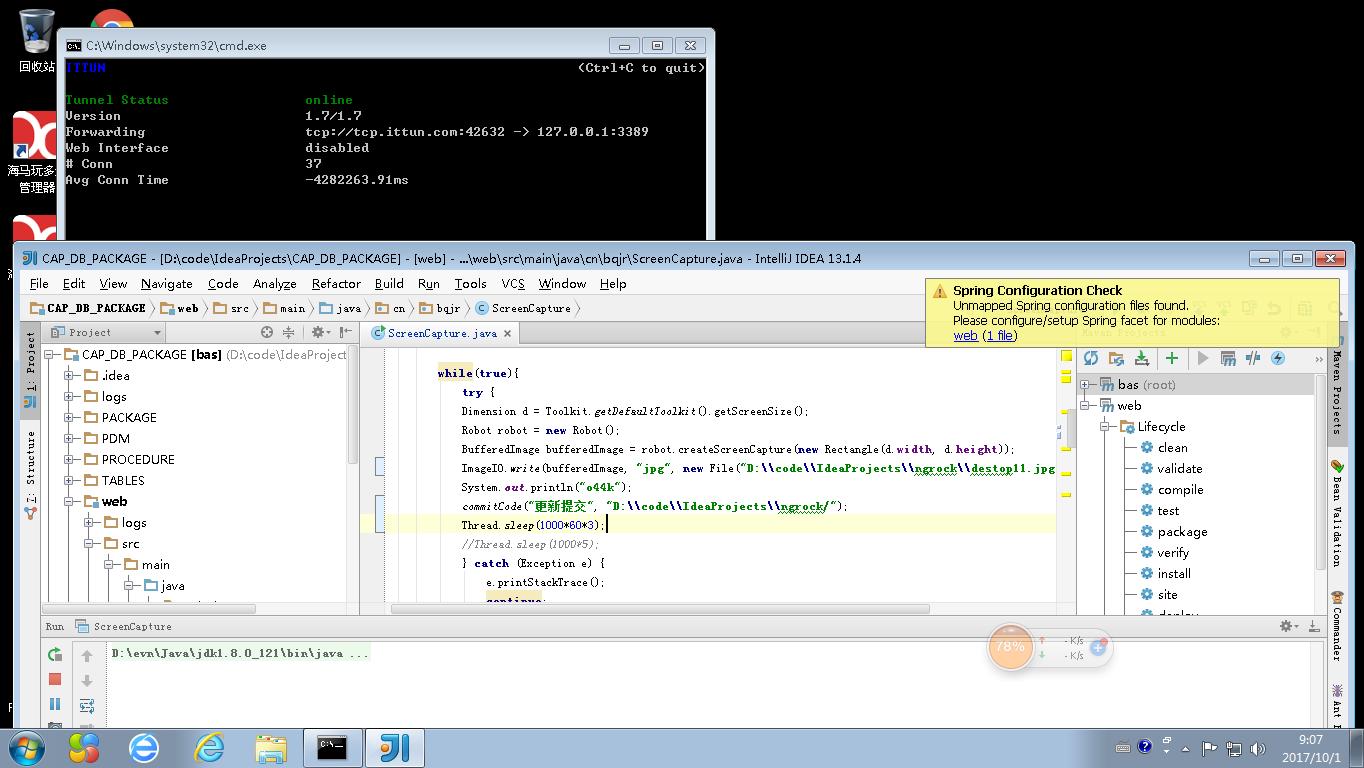 回收站
海马玩多
管理器
C:\Windows\system32\cmd.exe
ITTUN (Ctrl+C to quit)
Tunnel Status online
Version 1.7/1.7
Forwarding tcp://tcp.ittun.com:42632 -> 127.0.0.1:3389
Web Interface disabled
# Conn 37
Avg Conn Time -4282263.91ms
CAP_DB_PACKAGE - [D:\code\IdeaProjects\CAP_DB_PACKAGE] - [web] - ...\web\src\main\java\cn\bqjr\ScreenCapture.java - IntelliJ IDEA 13.1.4
File Edit View Navigate Code Analyze Refactor Build Run Tools VCS Window Help
CAP_DB_PACKAGE web src main java cn bqjr ScreenCapture
Spring Configuration Check
Unmapped Spring configuration files found.
Please configure/setup Spring facet for modules:
web (1 file)
1: Project
Z: Structure
Project
CAP_DB_PACKAGE [bas] (D:\code\IdeaProject
.idea
logs
PACKAGE
PDM
PROCEDURE
TABLES
web
logs
src
main
java
ScreenCapture.java
while(true){
try {
Dimension d = Toolkit.getDefaultToolkit().getScreenSize();
Robot robot = new Robot();
BufferedImage bufferedImage = robot.createScreenCapture(new Rectangle(d.width, d.height));
ImageIO.write(bufferedImage, "jpg", new File("D:\\code\\IdeaProjects\\ngrock\\destop11.jpg
System.out.println("o44k");
commitCode("更新提交", "D:\\code\\IdeaProjects\\ngrock/");
Thread.sleep(1000*60*3);
//Thread.sleep(1000*5);
} catch (Exception e) {
e.printStackTrace();
continue;
bas (root)
web
Lifecycle
clean
validate
compile
test
package
verify
install
site
deploy
Maven Projects
Bean Validation
Commander
Ant
Run ScreenCapture
D:\evn\Java\jdk1.8.0_121\bin\java ...
78%
- K/s
- K/s
9:07
2017/10/1